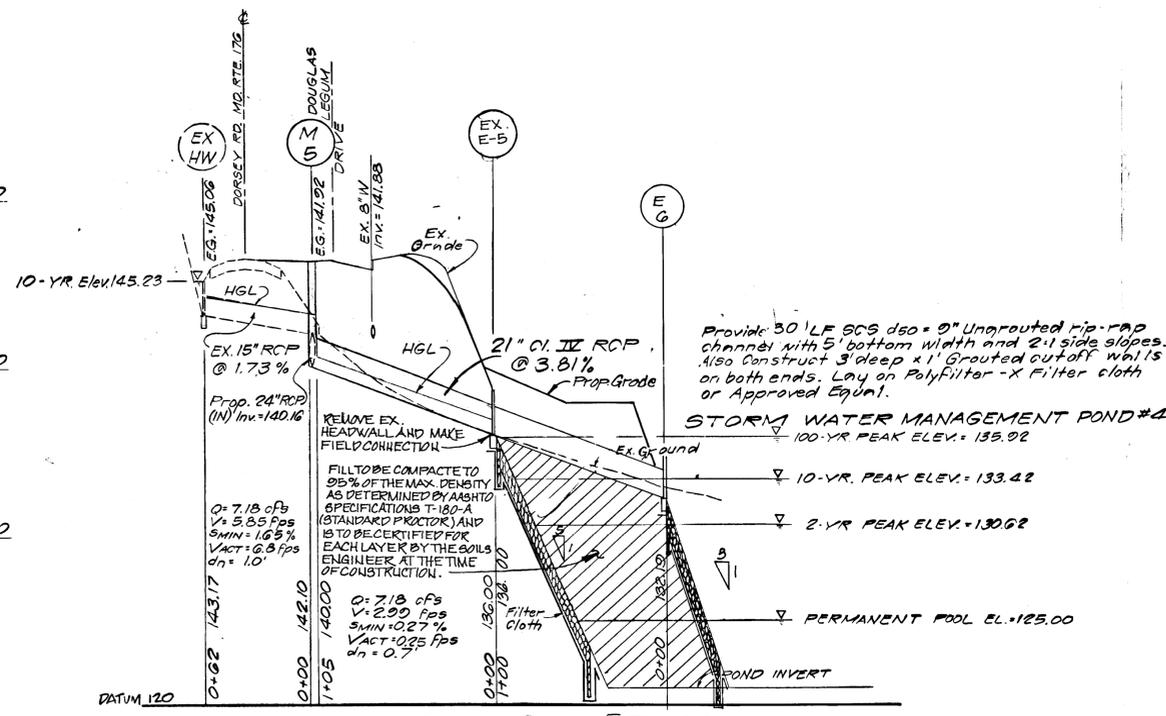 DORSEY RD. MD. RTE. 176
℄
DOUGLAS
LEGUM
DRIVE
EX
HW
M
5
EX.
E-5
E
6
E.G.=145.06
E.G.=141.92
EX. 8"W
Inv.=141.88
Ex.
Grade
10-YR. Elev.145.23
HGL
EX. 15" RCP
@ 1.73%
HGL
21" Cl. IV RCP
@ 3.81%
Prop. Grade
Provide 30' LF SCS d50 = 9" Ungrouted rip-rap
channel with 5' bottom width and 2:1 side slopes.
Also Construct 3' deep x 1' Grouted cutoff walls
on both ends. Lay on Polyfilter-X Filter cloth
or Approved Equal.
Prop. 24" RCP
(IN) Inv.=140.16
REMOVE EX.
HEADWALL AND MAKE
FIELD CONNECTION
STORM WATER MANAGEMENT POND #4
100-YR PEAK ELEV.= 135.92
Ex. Ground
10-YR PEAK ELEV.= 133.42
2-YR PEAK ELEV.= 130.62
FILL TO BE COMPACTE TO
95% OF THE MAX. DENSITY
AS DETERMINED BY AASHTO
SPECIFICATIONS T-180-A
(STANDARD PROCTOR) AND
IS TO BE CERTIFIED FOR
EACH LAYER BY THE SOILS
ENGINEER AT THE TIME
OF CONSTRUCTION.
Q= 7.18 cfs
V= 5.85 fps
SMIN= 1.65%
VACT= 6.8 fps
dn= 1.0'
Q= 7.18 cfs
V= 2.99 fps
SMIN=0.27%
VACT=0.25 fps
dn= 0.7'
Filter
Cloth
3
1
1
PERMANENT POOL EL.=125.00
POND INVERT
0+62 143.17
0+00 142.10
1+05 140.00
0+00 136.00
1+00 136.00
0+00 132.19
DATUM 120